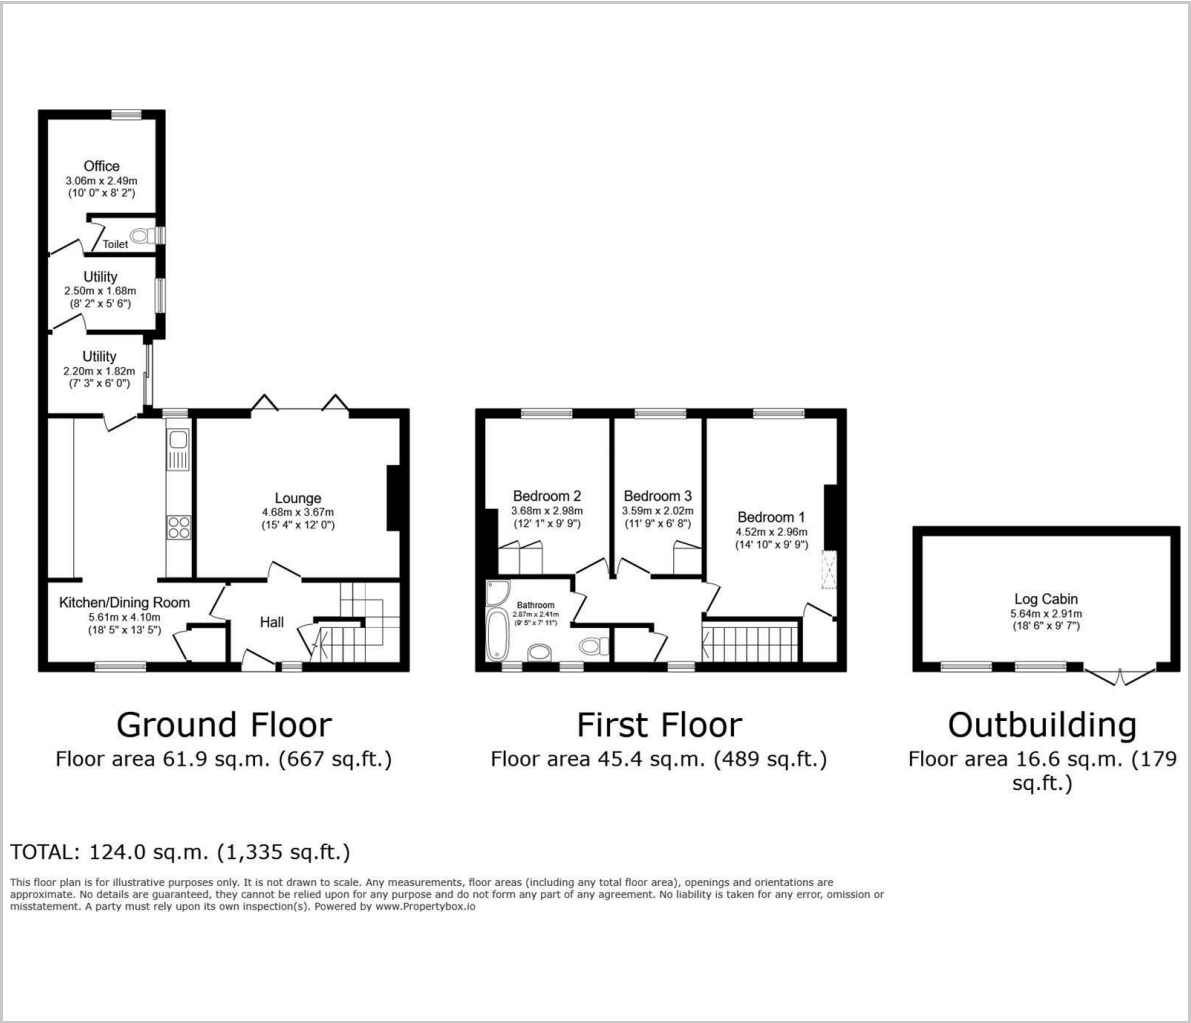 Office
3.06m x 2.49m
(10' 0" x 8' 2")
Toilet
Utility
2.50m x 1.68m
(8' 2" x 5' 6")
Utility
2.20m x 1.82m
(7' 3" x 6' 0")
Lounge
4.68m x 3.67m
(15' 4" x 12' 0")
Kitchen/Dining Room
5.61m x 4.10m
(18' 5" x 13' 5")
Hall
Bedroom 2
3.68m x 2.98m
(12' 1" x 9' 9")
Bedroom 3
3.59m x 2.02m
(11' 9" x 6' 8")
Bedroom 1
4.52m x 2.96m
(14' 10" x 9' 9")
Bathroom
2.87m x 2.41m
(9' 5" x 7' 11")
Log Cabin
5.64m x 2.91m
(18' 6" x 9' 7")
Ground Floor
Floor area 61.9 sq.m. (667 sq.ft.)
First Floor
Floor area 45.4 sq.m. (489 sq.ft.)
Outbuilding
Floor area 16.6 sq.m. (179
sq.ft.)
TOTAL: 124.0 sq.m. (1,335 sq.ft.)
This floor plan is for illustrative purposes only. It is not drawn to scale. Any measurements, floor areas (including any total floor area), openings and orientations are
approximate. No details are guaranteed, they cannot be relied upon for any purpose and do not form any part of any agreement. No liability is taken for any error, omission or
misstatement. A party must rely upon its own inspection(s). Powered by www.Propertybox.io